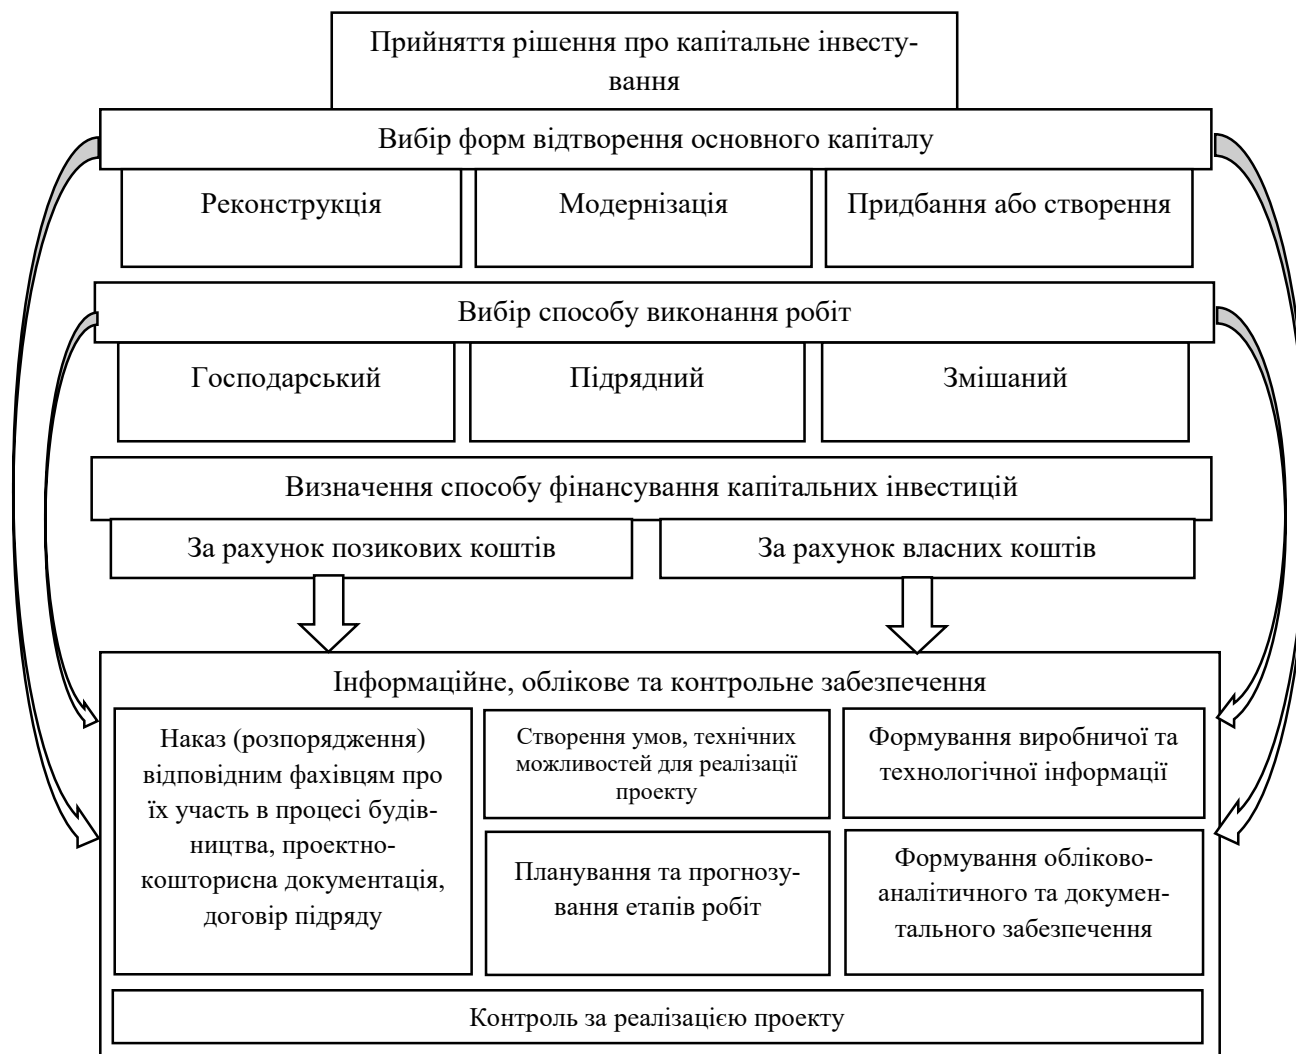 Прийняття рішення про капітальне інвесту-
вання
Вибір форм відтворення основного капіталу
Реконструкція
Модернізація
Придбання або створення
Вибір способу виконання робіт
Господарський
Підрядний
Змішаний
Визначення способу фінансування капітальних інвестицій
За рахунок позикових коштів
За рахунок власних коштів
Інформаційне, облікове та контрольне забезпечення
Наказ (розпорядження)
відповідним фахівцям про
їх участь в процесі будів-
ництва, проектно-
кошторисна документація,
договір підряду
Створення умов, технічних
можливостей для реалізації
проекту
Планування та прогнозу-
вання етапів робіт
Формування виробничої та
технологічної інформації
Формування обліково-
аналітичного та докумен-
тального забезпечення
Контроль за реалізацією проекту